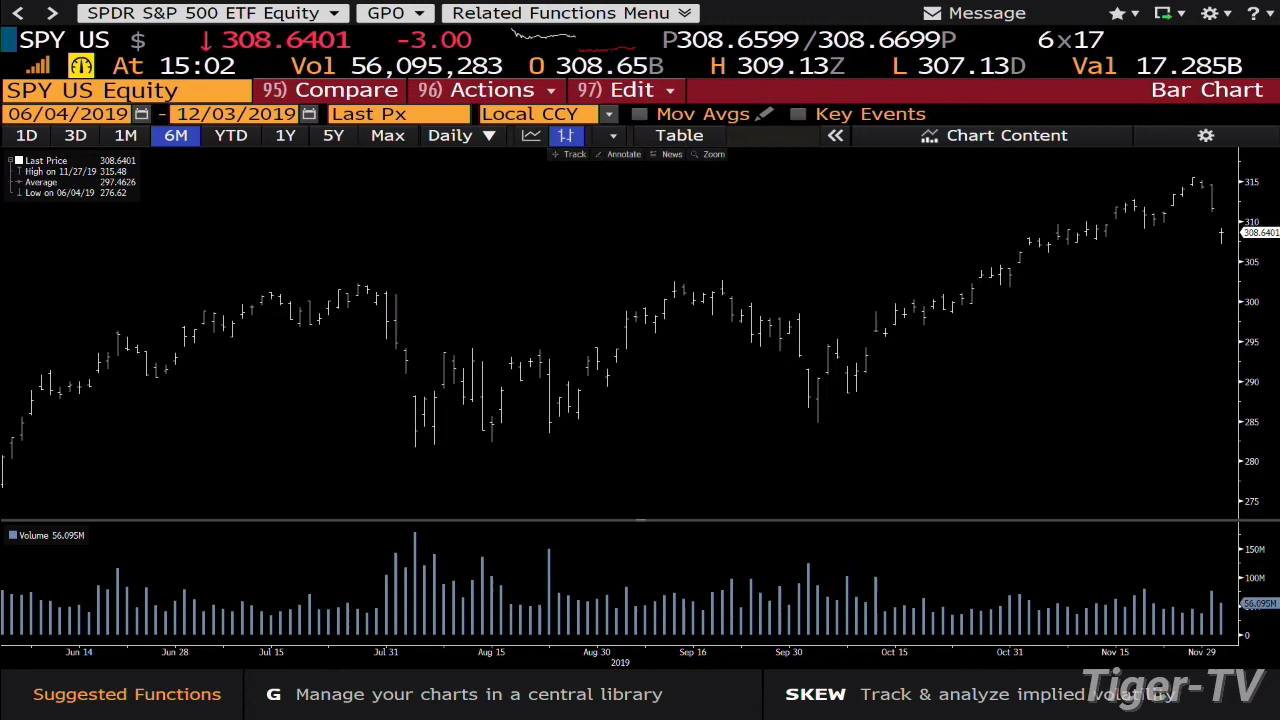 SPDR S&P 500 ETF Equity GPO Related Functions Menu Message ?
SPY US $ ↓ 308.6401 -3.00 P308.6599 /308.6699P 6x17
At 15:02 Vol 56,095,283 O 308.65B H 309.13Z L 307.13D Val 17.285B
SPY US Equity 95) Compare 96) Actions 97) Edit Bar Chart
06/04/2019 - 12/03/2019 Last Px Local CCY Mov Avgs Key Events
1D 3D 1M 6M YTD 1Y 5Y Max Daily Table Chart Content
Track Annotate News Zoom
Last Price 308.6401
High on 11/27/19 315.48
Average 297.4626
Low on 06/04/19 276.62
315
310
308.6401
305
300
295
290
285
280
275
Volume 56.095M
150M
100M
56.095M
0
Jun 14 Jun 28 Jul 15 Jul 31 Aug 15 Aug 30 Sep 16 Sep 30 Oct 15 Oct 31 Nov 15 Nov 29
2019
Suggested Functions G Manage your charts in a central library SKEW Track & analyze implied volatility
Tiger-TV